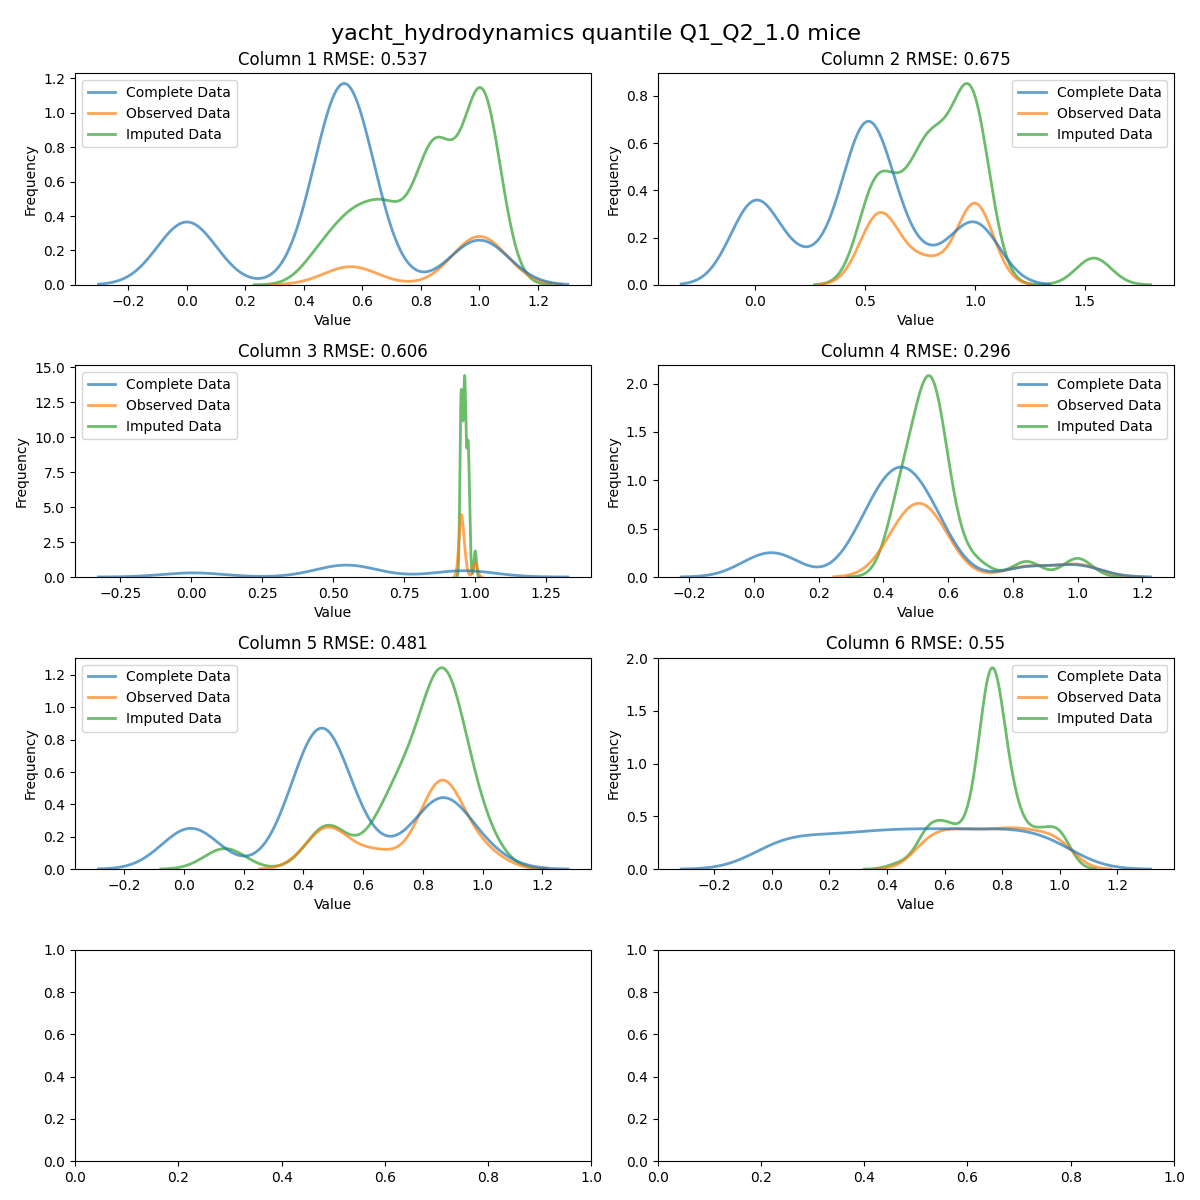 yacht_hydrodynamics quantile Q1_Q2_1.0 mice
Column 1 RMSE: 0.537
Complete Data
Observed Data
Imputed Data
Frequency
0.0
0.2
0.4
0.6
0.8
1.0
1.2
−0.2 0.0 0.2 0.4 0.6 0.8 1.0 1.2
Value
Column 2 RMSE: 0.675
Complete Data
Observed Data
Imputed Data
Frequency
0.0
0.2
0.4
0.6
0.8
0.0 0.5 1.0 1.5
Value
Column 3 RMSE: 0.606
Complete Data
Observed Data
Imputed Data
Frequency
0.0
2.5
5.0
7.5
10.0
12.5
15.0
−0.25 0.00 0.25 0.50 0.75 1.00 1.25
Value
Column 4 RMSE: 0.296
Complete Data
Observed Data
Imputed Data
Frequency
0.0
0.5
1.0
1.5
2.0
−0.2 0.0 0.2 0.4 0.6 0.8 1.0 1.2
Value
Column 5 RMSE: 0.481
Complete Data
Observed Data
Imputed Data
Frequency
0.0
0.2
0.4
0.6
0.8
1.0
1.2
−0.2 0.0 0.2 0.4 0.6 0.8 1.0 1.2
Value
Column 6 RMSE: 0.55
Complete Data
Observed Data
Imputed Data
Frequency
0.0
0.5
1.0
1.5
2.0
−0.2 0.0 0.2 0.4 0.6 0.8 1.0 1.2
Value
0.0
0.2
0.4
0.6
0.8
1.0
0.0 0.2 0.4 0.6 0.8 1.0
0.0
0.2
0.4
0.6
0.8
1.0
0.0 0.2 0.4 0.6 0.8 1.0